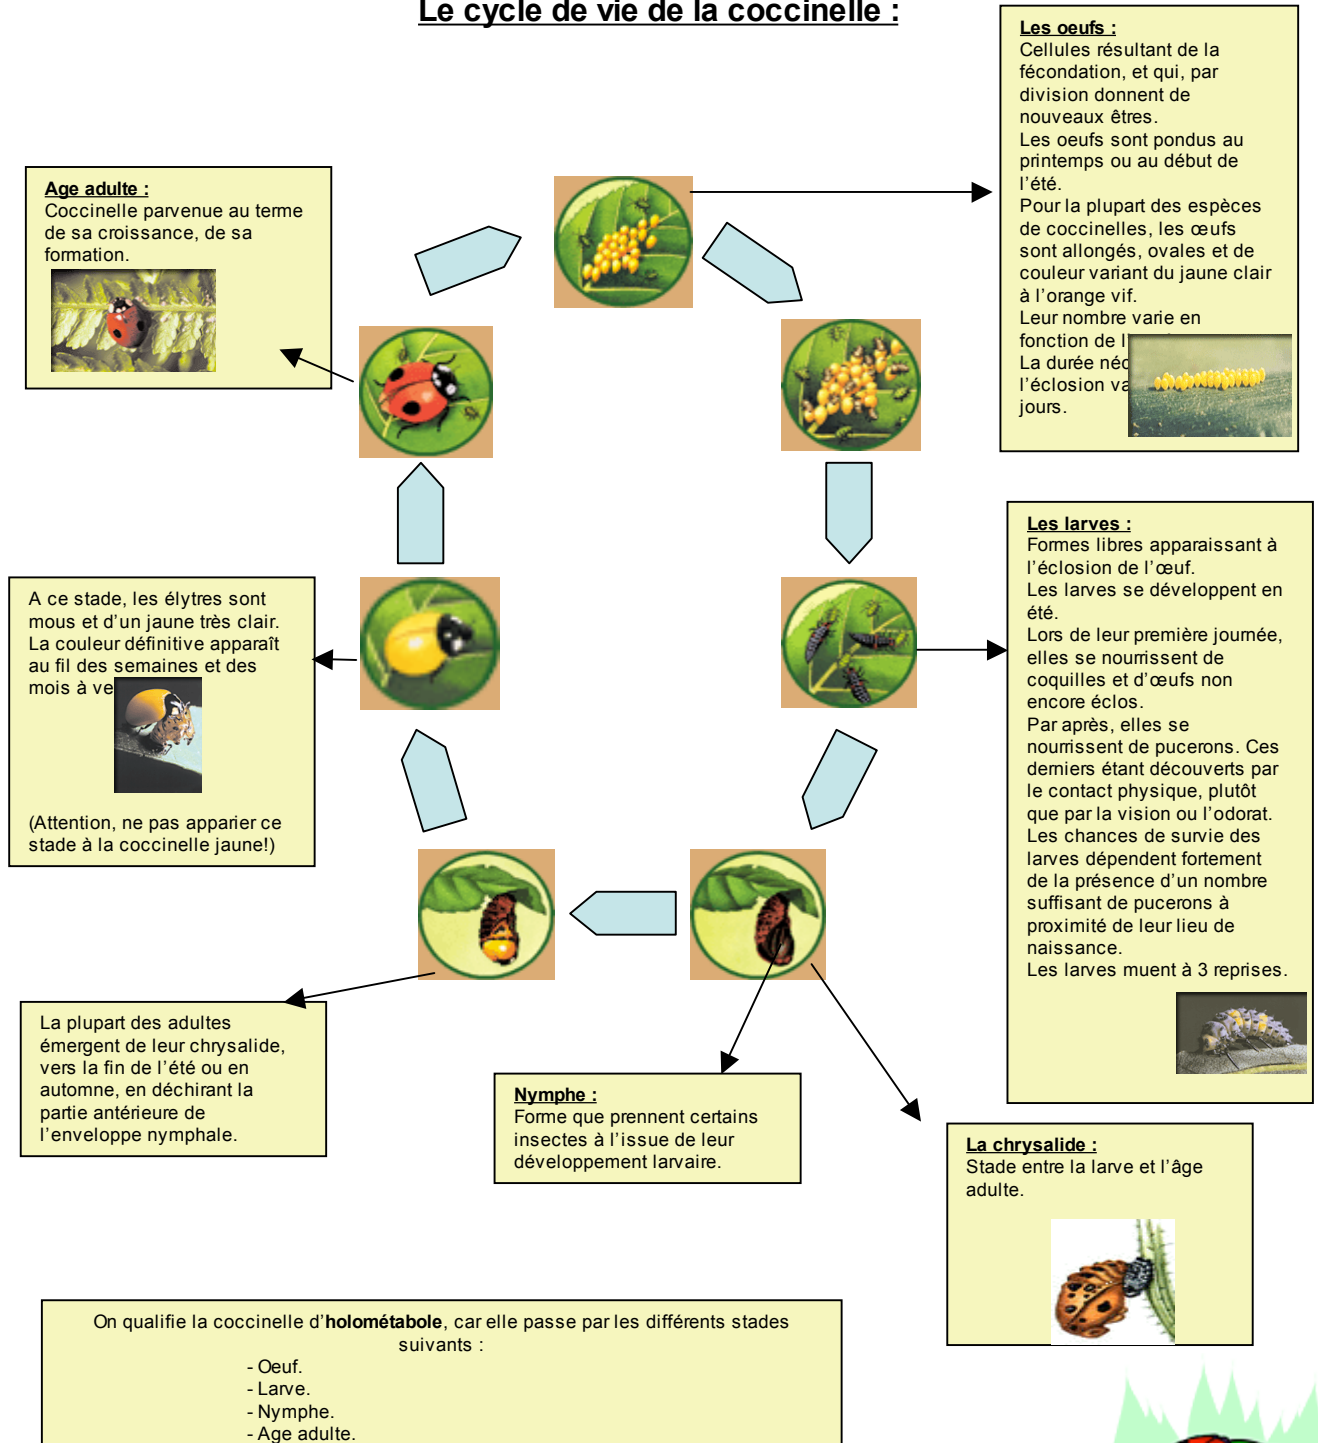 Le cycle de vie de la coccinelle :
Les oeufs :
Cellules résultant de la
fécondation, et qui, par
division donnent de
nouveaux êtres.
Les oeufs sont pondus au
printemps ou au début de
l'été.
Pour la plupart des espèces
de coccinelles, les œufs
sont allongés, ovales et de
couleur variant du jaune clair
à l'orange vif.
Leur nombre varie en
fonction de
La durée
l'éclosion
jours.
Age adulte :
Coccinelle parvenue au terme
de sa croissance, de sa
formation.
Les larves :
Formes libres apparaissant à
l'éclosion de l'œuf.
Les larves se développent en
été.
Lors de leur première journée,
elles se nourrissent de
coquilles et d'œufs non
encore éclos.
Par après, elles se
nourrissent de pucerons. Ces
derniers étant découverts par
le contact physique, plutôt
que par la vision ou l'odorat.
Les chances de survie des
larves dépendent fortement
de la présence d'un nombre
suffisant de pucerons à
proximité de leur lieu de
naissance.
Les larves muent à 3 reprises.
A ce stade, les élytres sont
mous et d'un jaune très clair.
La couleur définitive apparaît
au fil des semaines et des
mois à
(Attention, ne pas apparier ce
stade à la coccinelle jaune!)
La plupart des adultes
émergent de leur chrysalide,
vers la fin de l'été ou en
automne, en déchirant la
partie antérieure de
l'enveloppe nymphale.
Nymphe :
Forme que prennent certains
insectes à l'issue de leur
développement larvaire.
La chrysalide :
Stade entre la larve et l'âge
adulte.
On qualifie la coccinelle d'holométabole, car elle passe par les différents stades
suivants :
- Oeuf.
- Larve.
- Nymphe.
- Age adulte.